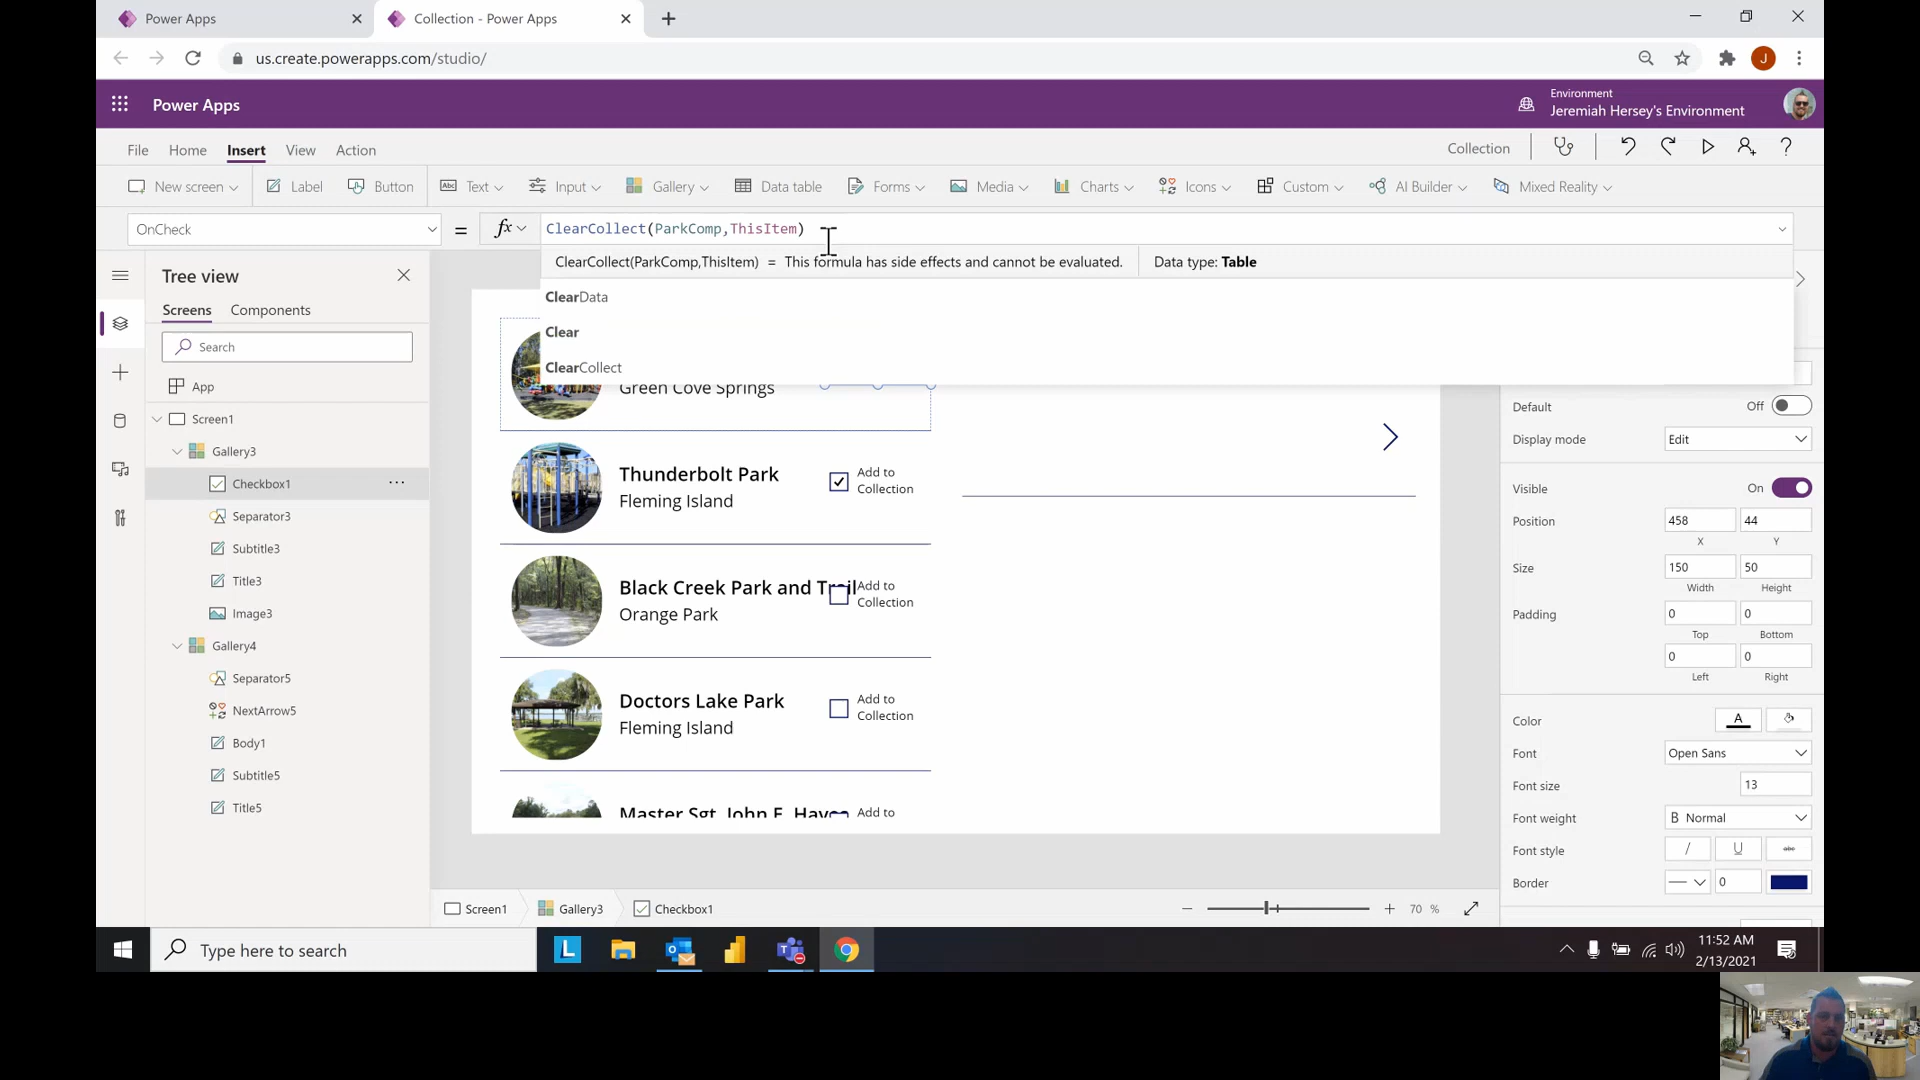 Power Apps
Collection - Power Apps
us.create.powerapps.com/studio/
J
Power Apps
Environment
Jeremiah Hersey's Environment
File
Home
Insert
View
Action
Collection
New screen
Label
Button
Abc
Text
Input
Gallery
Data table
Forms
Media
Charts
Icons
Custom
AI Builder
Mixed Reality
OnCheck
=
fx
ClearCollect(ParkComp,ThisItem)
ClearCollect(ParkComp,ThisItem) = This formula has side effects and cannot be evaluated.
Data type: Table
ClearData
Clear
ClearCollect
Tree view
Screens
Components
Search
App
Screen1
Gallery3
Checkbox1
Separator3
Subtitle3
Title3
Image3
Gallery4
Separator5
NextArrow5
Body1
Subtitle5
Title5
Green Cove Springs
Thunderbolt Park
Fleming Island
Add to
Collection
Black Creek Park and Trail
Orange Park
Add to
Collection
Doctors Lake Park
Fleming Island
Add to
Collection
Master Sgt. John E. Hayes
Add to
Default
Off
Display mode
Edit
Visible
On
Position
458
44
X
Y
Size
150
50
Width
Height
Padding
0
0
Top
Bottom
0
0
Left
Right
Color
A
Font
Open Sans
Font size
13
Font weight
B Normal
Font style
/
U
abc
Border
0
Screen1
Gallery3
Checkbox1
70 %
Type here to search
L
11:52 AM
2/13/2021